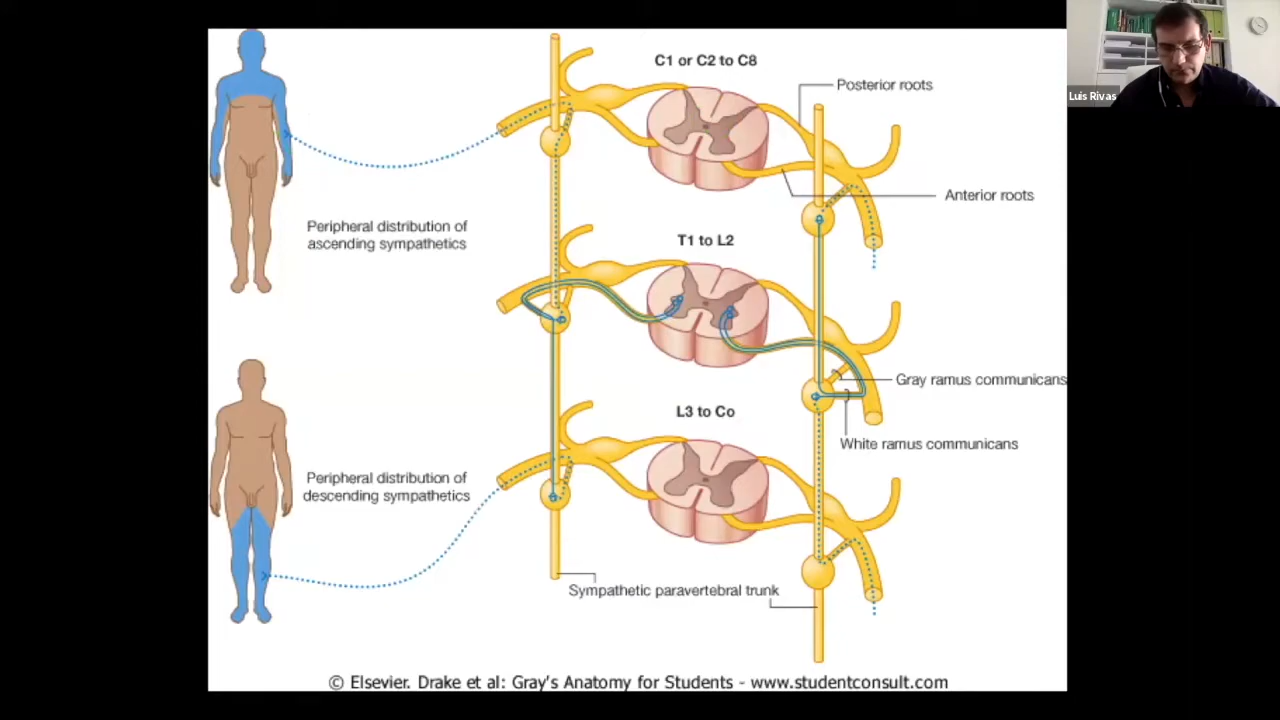 C1 or C2 to C8
Posterior roots
Luis Rivas
Anterior roots
Peripheral distribution of
ascending sympathetics
T1 to L2
Gray ramus communicans
White ramus communicans
L3 to Co
Peripheral distribution of
descending sympathetics
Sympathetic paravertebral trunk
© Elsevier. Drake et al: Gray's Anatomy for Students - www.studentconsult.com